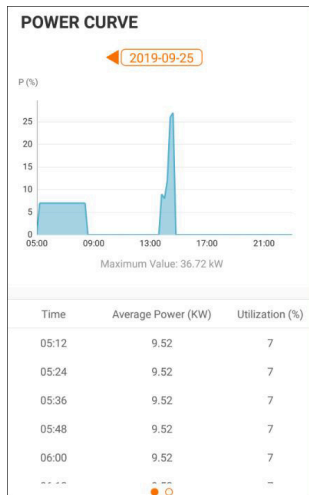 POWER CURVE
2019-09-25
P (%)
25
20
15
10
5
0
05:00 09:00 13:00 17:00 21:00
Maximum Value: 36.72 kW
Time Average Power (KW) Utilization (%)
05:12 9.52 7
05:24 9.52 7
05:36 9.52 7
05:48 9.52 7
06:00 9.52 7